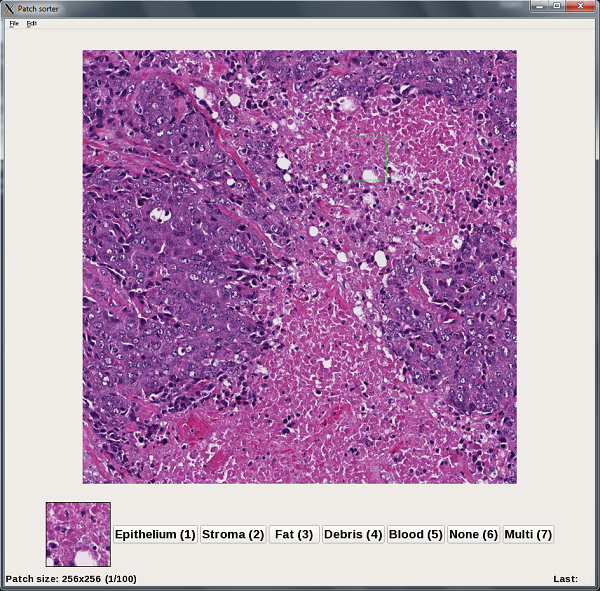 Patch sorter
File Edit
Epithelium (1) Stroma (2) Fat (3) Debris (4) Blood (5) None (6) Multi (7)
Patch size: 256x256 (1/100) Last: